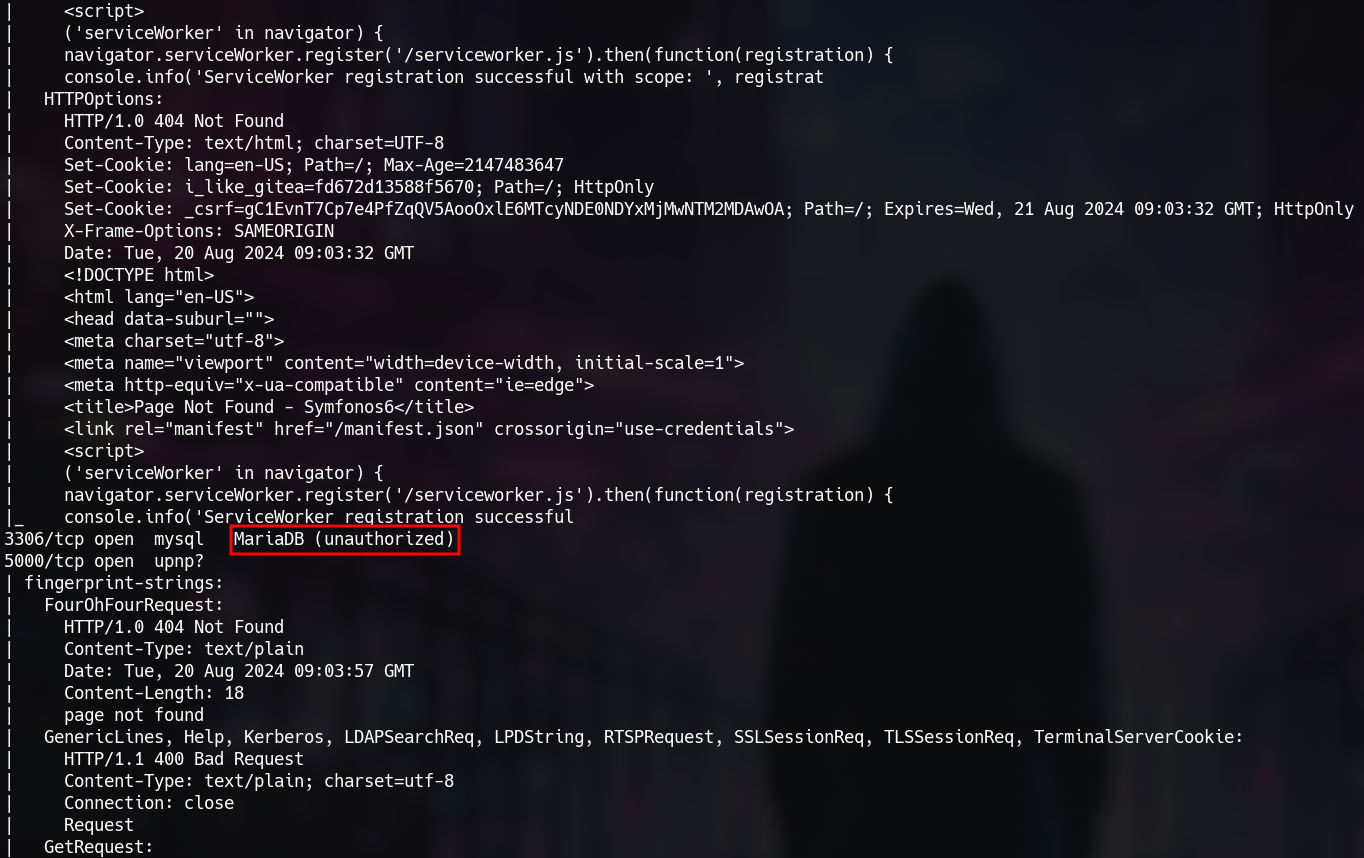 |     <script>
|     ('serviceWorker' in navigator) {
|     navigator.serviceWorker.register('/serviceworker.js').then(function(registration) {
|     console.info('ServiceWorker registration successful with scope: ', registrat
|   HTTPOptions:
|     HTTP/1.0 404 Not Found
|     Content-Type: text/html; charset=UTF-8
|     Set-Cookie: lang=en-US; Path=/; Max-Age=2147483647
|     Set-Cookie: i_like_gitea=fd672d13588f5670; Path=/; HttpOnly
|     Set-Cookie: _csrf=gC1EvnT7Cp7e4PfZqQV5AooOxlE6MTcyNDE0NDYxMjMwNTM2MDAwOA; Path=/; Expires=Wed, 21 Aug 2024 09:03:32 GMT; HttpOnly
|     X-Frame-Options: SAMEORIGIN
|     Date: Tue, 20 Aug 2024 09:03:32 GMT
|     <!DOCTYPE html>
|     <html lang="en-US">
|     <head data-suburl="">
|     <meta charset="utf-8">
|     <meta name="viewport" content="width=device-width, initial-scale=1">
|     <meta http-equiv="x-ua-compatible" content="ie=edge">
|     <title>Page Not Found - Symfonos6</title>
|     <link rel="manifest" href="/manifest.json" crossorigin="use-credentials">
|     <script>
|     ('serviceWorker' in navigator) {
|     navigator.serviceWorker.register('/serviceworker.js').then(function(registration) {
|_    console.info('ServiceWorker registration successful
3306/tcp open  mysql   MariaDB (unauthorized)
5000/tcp open  upnp?
| fingerprint-strings:
|   FourOhFourRequest:
|     HTTP/1.0 404 Not Found
|     Content-Type: text/plain
|     Date: Tue, 20 Aug 2024 09:03:57 GMT
|     Content-Length: 18
|     page not found
|   GenericLines, Help, Kerberos, LDAPSearchReq, LPDString, RTSPRequest, SSLSessionReq, TLSSessionReq, TerminalServerCookie:
|     HTTP/1.1 400 Bad Request
|     Content-Type: text/plain; charset=utf-8
|     Connection: close
|     Request
|   GetRequest: